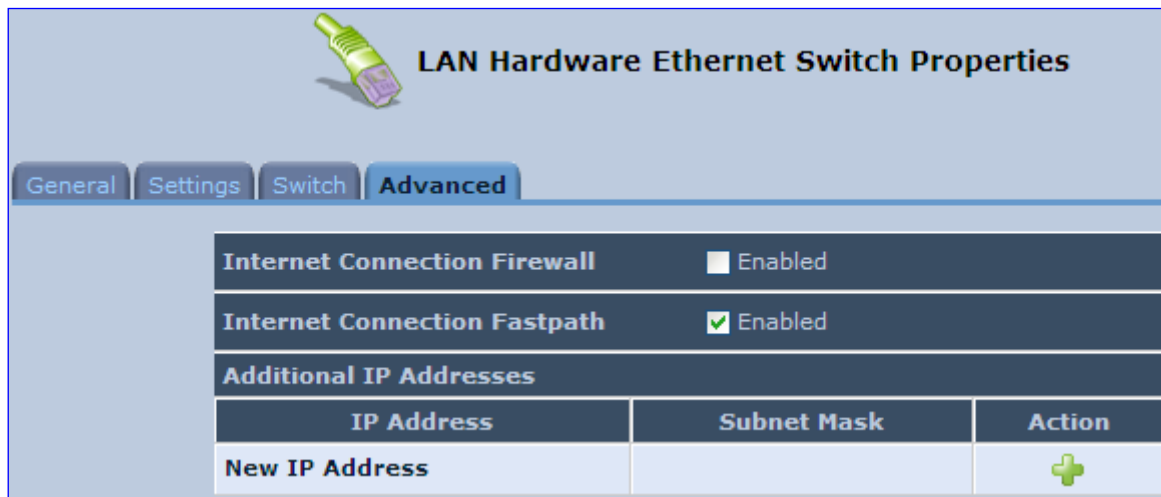 LAN Hardware Ethernet Switch Properties
General Settings Switch Advanced
Internet Connection Firewall Enabled
Internet Connection Fastpath Enabled
Additional IP Addresses
IP Address Subnet Mask Action
New IP Address